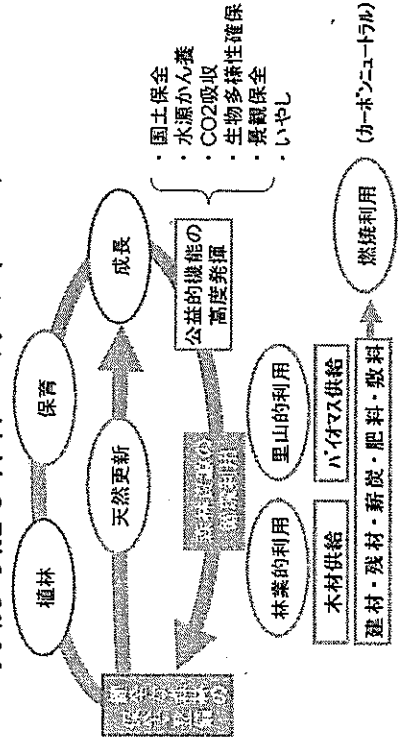 植林
保育
成長
天然更新
公益的機能の
高度発揮
・国土保全
・水源かん養
・CO2吸収
・生物多様性確保
・景観保全
・いやし
林業的利用
里山的利用
木材供給
バイオマス供給
建材・残材・薪炭・肥料・敷料
燃焼利用
(カーボンニュートラル)